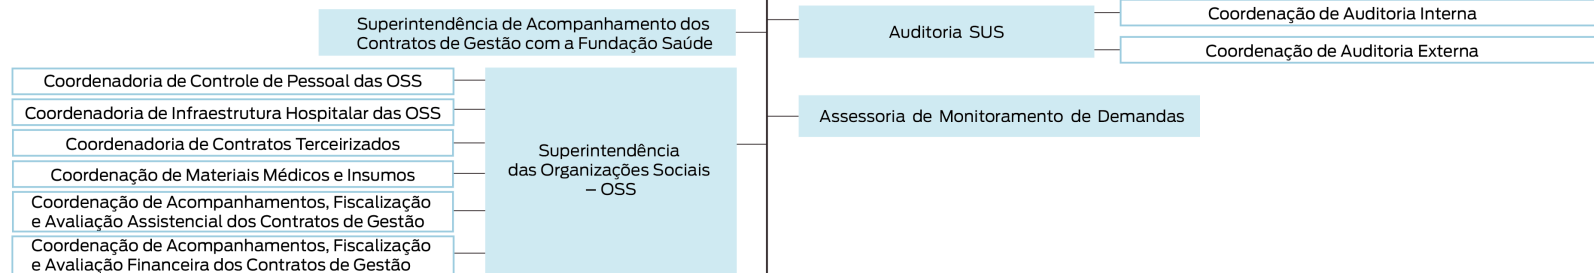 Superintendência de Acompanhamento dos
Contratos de Gestão com a Fundação Saúde
Coordenadoria de Controle de Pessoal das OSS
Coordenadoria de Infraestrutura Hospitalar das OSS
Coordenadoria de Contratos Terceirizados
Coordenação de Materiais Médicos e Insumos
Coordenação de Acompanhamentos, Fiscalização
e Avaliação Assistencial dos Contratos de Gestão
Coordenação de Acompanhamentos, Fiscalização
e Avaliação Financeira dos Contratos de Gestão
Superintendência
das Organizações Sociais
– OSS
Auditoria SUS
Coordenação de Auditoria Interna
Coordenação de Auditoria Externa
Assessoria de Monitoramento de Demandas